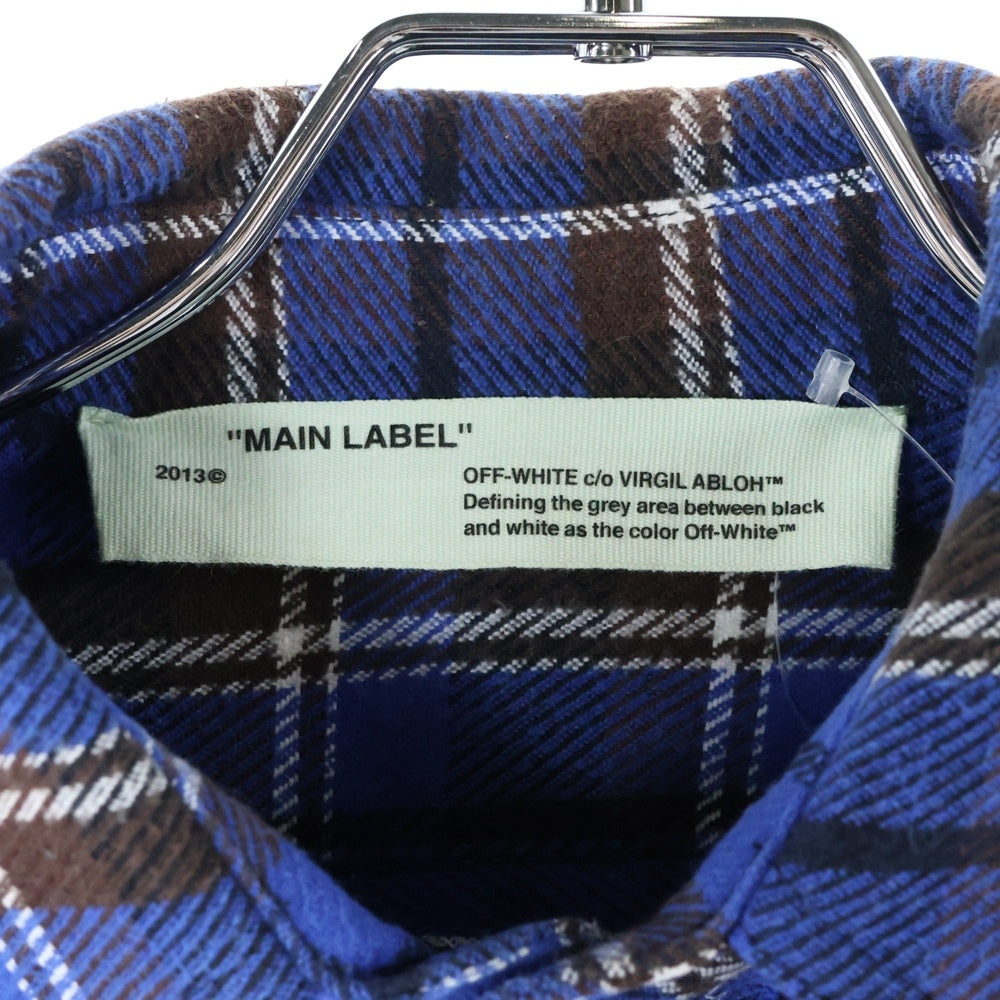 "MAIN LABEL"
2013©
OFF-WHITE c/o VIRGIL ABLOH™
Defining the grey area between black
and white as the color Off-White™